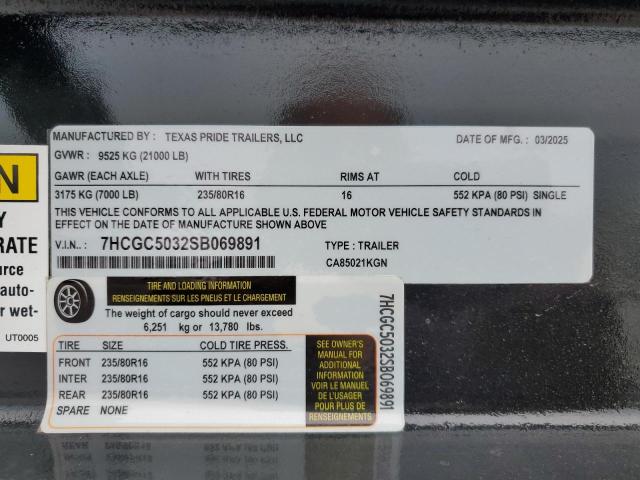 MANUFACTURED BY : TEXAS PRIDE TRAILERS, LLC DATE OF MFG. : 03/2025
GVWR : 9525 KG (21000 LB)
GAWR (EACH AXLE) WITH TIRES RIMS AT COLD
3175 KG (7000 LB) 235/80R16 16 552 KPA (80 PSI) SINGLE
THIS VEHICLE CONFORMS TO ALL APPLICABLE U.S. FEDERAL MOTOR VEHICLE SAFETY STANDARDS IN
EFFECT ON THE DATE OF MANUFACTURE SHOWN ABOVE
V.I.N.. : 7HCGC5032SB069891 TYPE : TRAILER
CA85021KGN
N
Y
RATE
urce
auto-
r wet-
UT0005
TIRE AND LOADING INFORMATION
RENSEIGNEMENTS SUR LES PNEUS ET LE CHARGEMENT
The weight of cargo should never exceed
6,251 kg or 13,780 lbs.
TIRE SIZE COLD TIRE PRESS.
FRONT 235/80R16 552 KPA (80 PSI)
INTER 235/80R16 552 KPA (80 PSI)
REAR 235/80R16 552 KPA (80 PSI)
SPARE NONE
SEE OWNER'S
MANUAL FOR
ADDITIONAL
INFORMATION
VOIR LE MANUEL
DE L'USAGER
POUR PLUS DE
RENSEIGNEMENTS
7HCGC5032SB069891